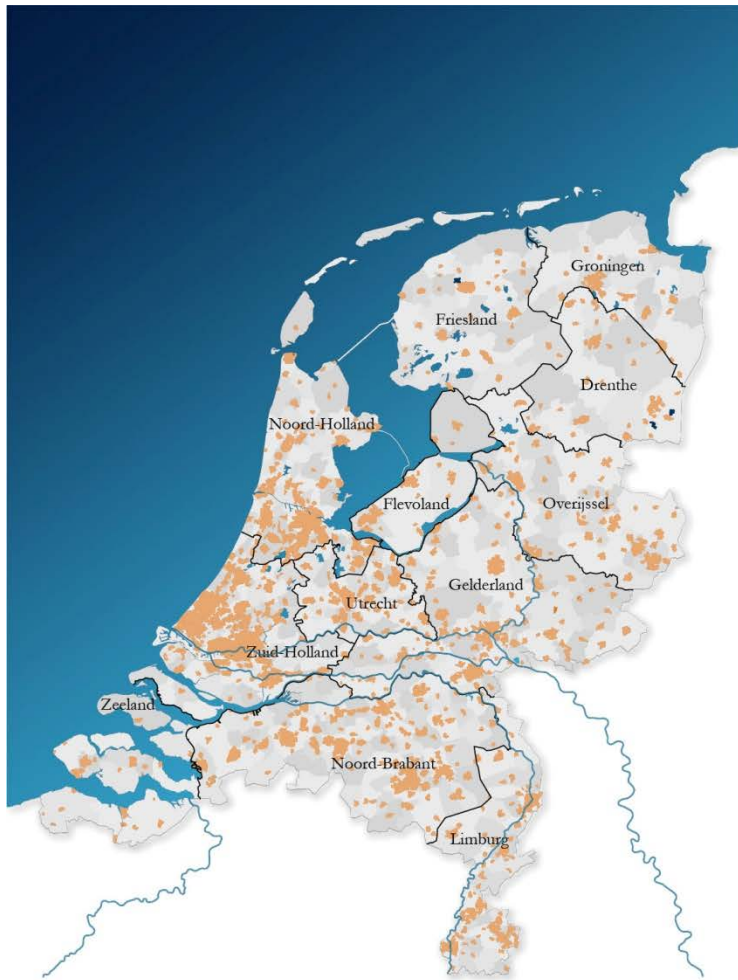 Groningen
Friesland
Drenthe
Noord-Holland
Flevoland
Overijssel
Gelderland
Utrecht
Zuid-Holland
Zeeland
Noord-Brabant
Limburg